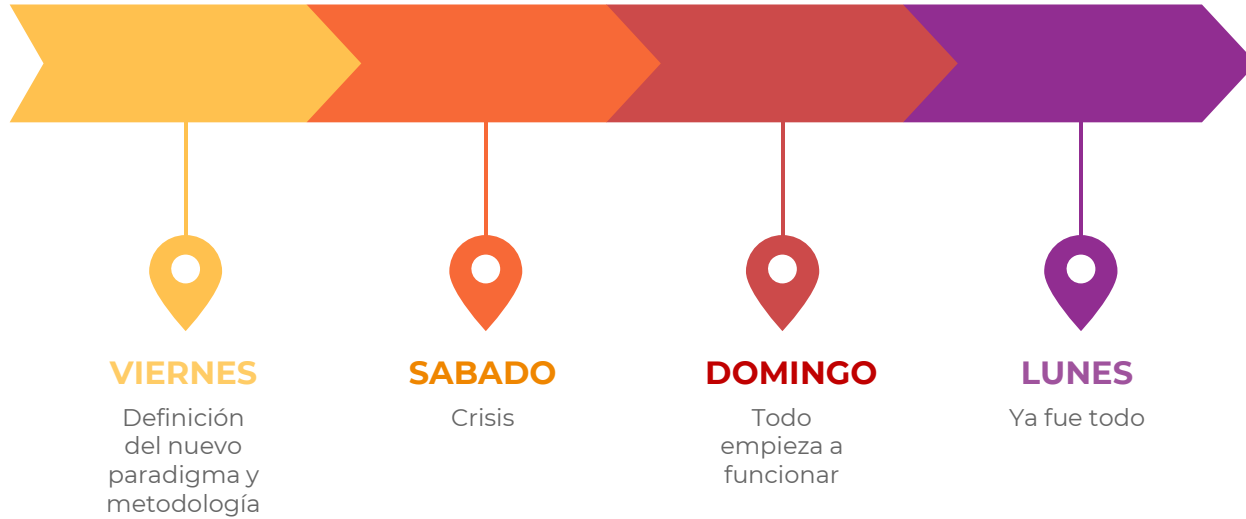 VIERNES
Definición
del nuevo
paradigma y
metodología
SABADO
Crisis
DOMINGO
Todo
empieza a
funcionar
LUNES
Ya fue todo